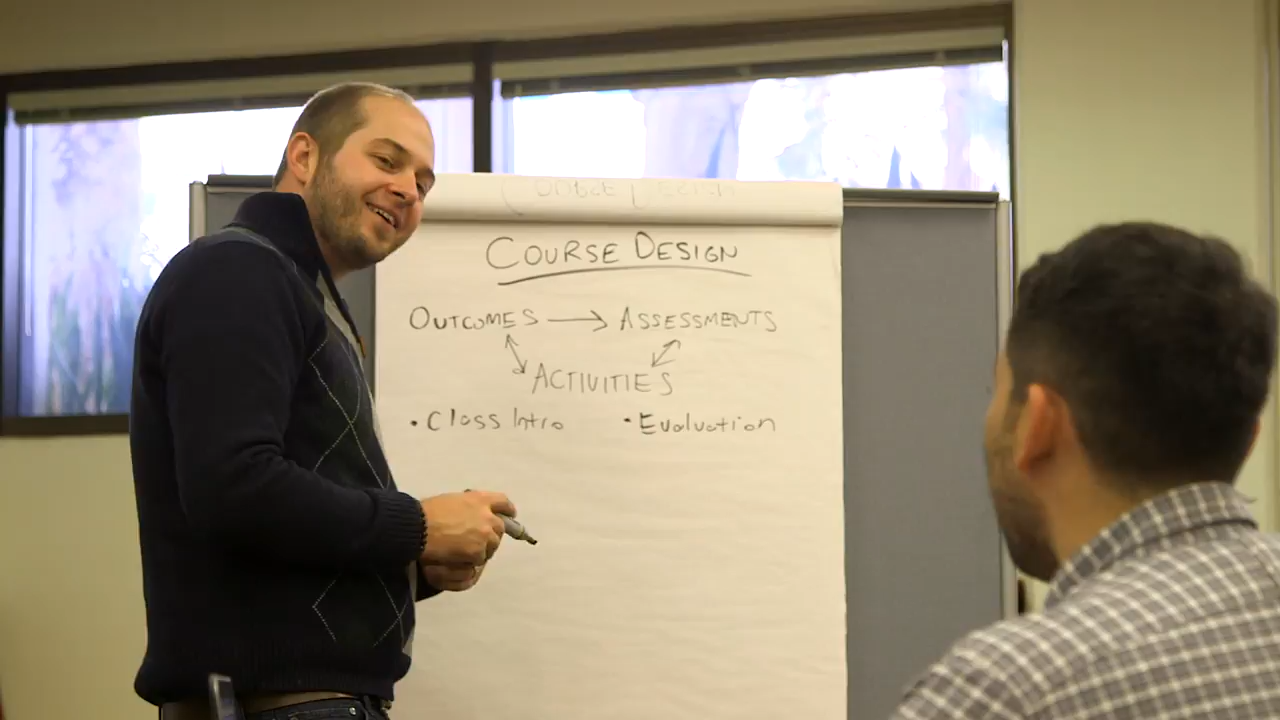 COURSE DESIGN
OUTCOMES → ASSESSMENTS
ACTIVITIES
• Class Intro • Evaluation